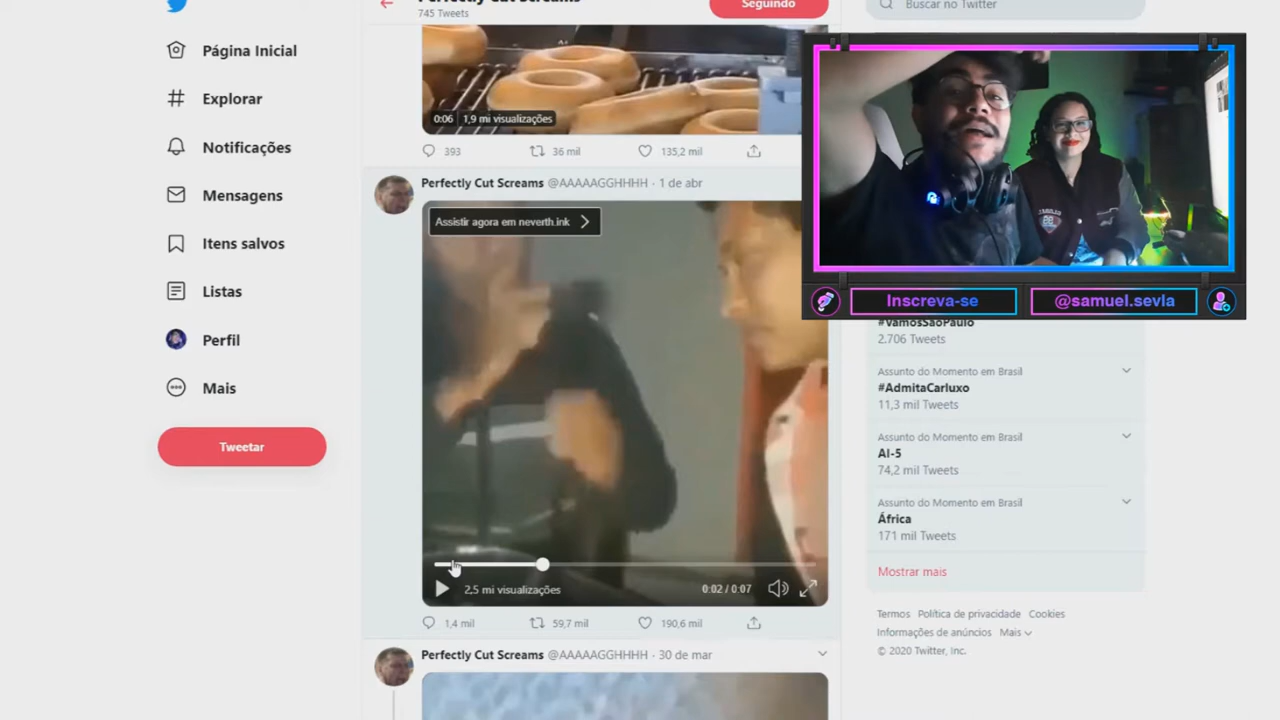 Perfectly Cut Screams
745 Tweets
Seguindo
Buscar no Twitter
Página Inicial
Explorar
Notificações
Mensagens
Itens salvos
Listas
Perfil
Mais
Tweetar
0:06 1,9 mi visualizações
393 36 mil 135,2 mil
Perfectly Cut Screams @AAAAAGGHHHH · 1 de abr
Assistir agora em neverth.ink
2,5 mi visualizações 0:02 / 0:07
1,4 mil 59,7 mil 190,6 mil
Perfectly Cut Screams @AAAAAGGHHHH · 30 de mar
Inscreva-se
@samuel.sevla
#VamosSaoPaulo
2.706 Tweets
Assunto do Momento em Brasil
#AdmitaCarluxo
11,3 mil Tweets
Assunto do Momento em Brasil
AI-5
74,2 mil Tweets
Assunto do Momento em Brasil
África
171 mil Tweets
Mostrar mais
Termos Política de privacidade Cookies
Informações de anúncios Mais
© 2020 Twitter, Inc.